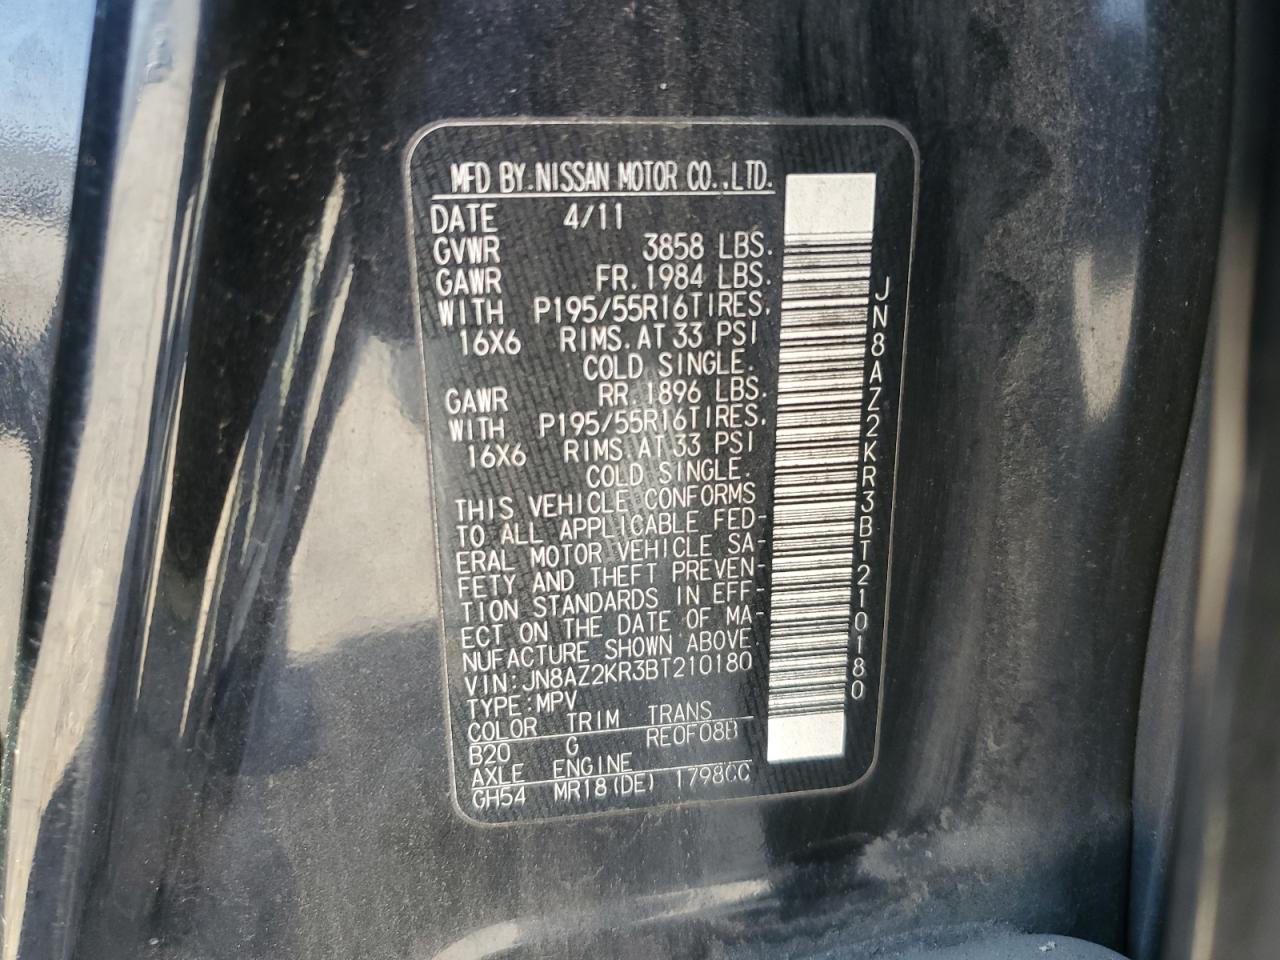 MFD BY.NISSAN MOTOR CO.,LTD.
DATE 4/11
GVWR 3858 LBS.
GAWR FR.1984 LBS.
WITH P195/55R16TIRES.
16X6 RIMS.AT 33 PSI
COLD SINGLE.
GAWR RR.1896 LBS.
WITH P195/55R16TIRES.
16X6 RIMS.AT 33 PSI
COLD SINGLE.
THIS VEHICLE CONFORMS
TO ALL APPLICABLE FED-
ERAL MOTOR VEHICLE SA-
FETY AND THEFT PREVEN-
TION STANDARDS IN EFF-
ECT ON THE DATE OF MA-
NUFACTURE SHOWN ABOVE
VIN:JN8AZ2KR3BT210180
TYPE:MPV
COLOR TRIM TRANS
B20 G RE0F08B
AXLE ENGINE
GH54 MR18(DE) 1798CC
JN8AZ2KR3BT210180